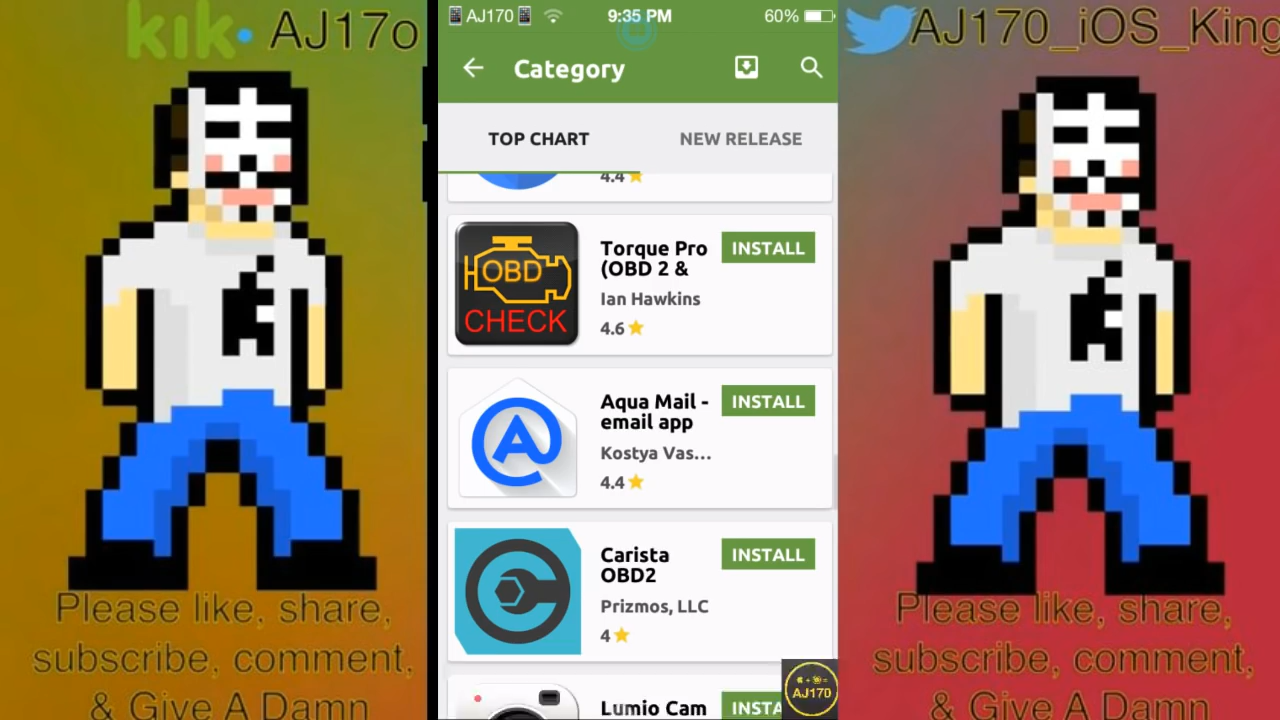 kik• AJ17o
Please like, share,
subscribe, comment,
& Give A Damn
AJ170
9:35 PM
60%
Category
TOP CHART
NEW RELEASE
4.4
Torque Pro
(OBD 2 &
INSTALL
Ian Hawkins
4.6
OBD
CHECK
Aqua Mail -
email app
INSTALL
Kostya Vas...
4.4
Carista
OBD2
INSTALL
Prizmos, LLC
4
Lumio Cam
INSTA
AJ170
AJ170_iOS_King
Please like, share,
subscribe, comment,
& Give A Damn